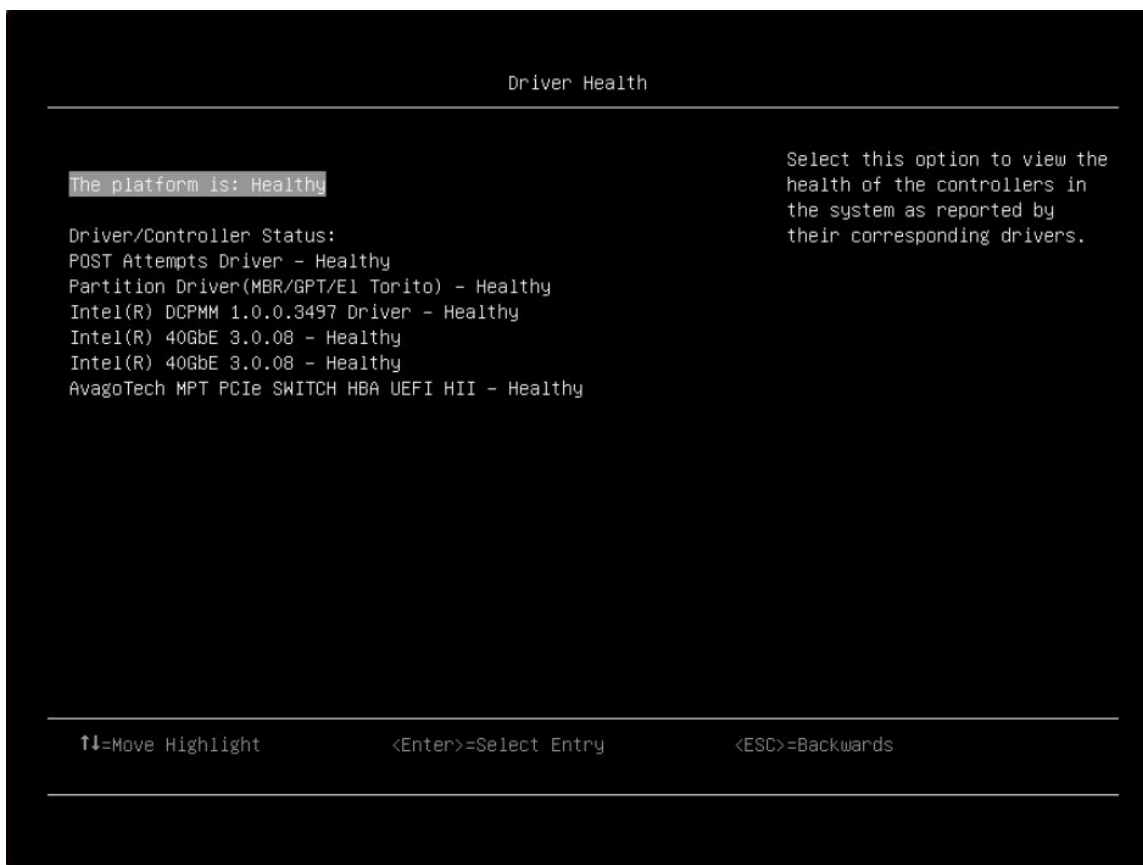 Driver Health
The platform is: Healthy
Driver/Controller Status:
POST Attempts Driver – Healthy
Partition Driver(MBR/GPT/El Torito) – Healthy
Intel(R) DCPMM 1.0.0.3497 Driver – Healthy
Intel(R) 40GbE 3.0.08 – Healthy
Intel(R) 40GbE 3.0.08 – Healthy
AvagoTech MPT PCIe SWITCH HBA UEFI HII – Healthy
Select this option to view the
health of the controllers in
the system as reported by
their corresponding drivers.
↑↓=Move Highlight
<Enter>=Select Entry
<ESC>=Backwards